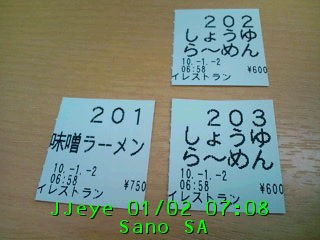 202
しょうゆ
ら～めん
10.-1.-2
06:58
イレストラン
¥600
201
味噌ラーメン
10.-1.-2
06:58
イレストラン
¥750
203
しょうゆ
ら～めん
10.-1.-2
06:58
イレストラン
¥600
JJeye 01/02 07:08
Sano SA